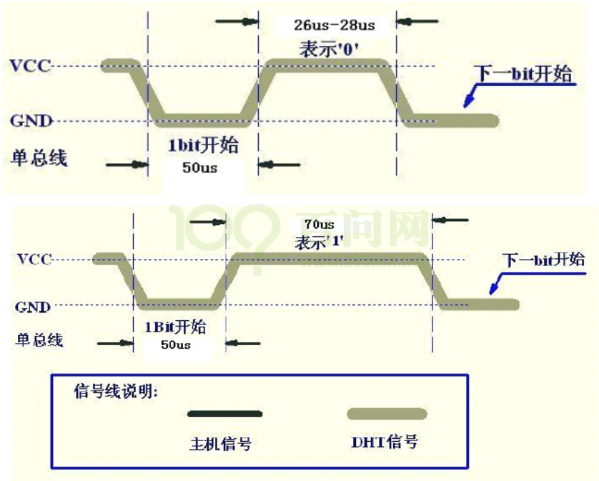 26us-28us
表示'0'
VCC
下一bit开始
GND
1bit开始
单总线
50us
100ask 百问网
70us
表示'1'
VCC
下一bit开始
GND
1Bit开始
单总线
50us
信号线说明:
主机信号
DHT信号